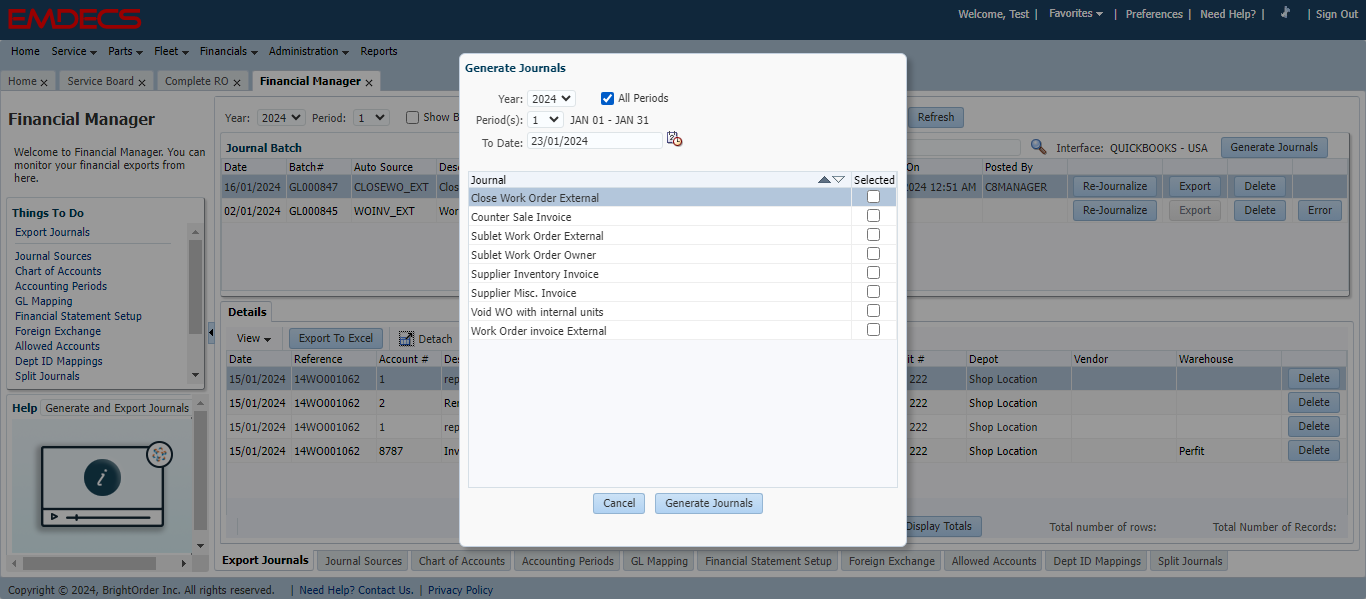 EMDECS
Welcome, Test | Favorites | Preferences | Need Help? | | Sign Out
Home Service Parts Fleet Financials Administration Reports
Home x Service Board x Complete RO x Financial Manager x
Financial Manager
Welcome to Financial Manager. You can
monitor your financial exports from
here.
Things To Do
Export Journals
Journal Sources
Chart of Accounts
Accounting Periods
GL Mapping
Financial Statement Setup
Foreign Exchange
Allowed Accounts
Dept ID Mappings
Split Journals
Help Generate and Export Journals
i
Year: 2024 Period: 1 Show B Refresh
Journal Batch Interface: QUICKBOOKS - USA Generate Journals
Date Batch# Auto Source Des On Posted By
16/01/2024 GL000847 CLOSEWO_EXT Clos 2024 12:51 AM C8MANAGER Re-Journalize Export Delete
02/01/2024 GL000845 WOINV_EXT Wor Re-Journalize Export Delete Error
Generate Journals
Year: 2024 All Periods
Period(s): 1 JAN 01 - JAN 31
To Date: 23/01/2024
Journal Selected
Close Work Order External
Counter Sale Invoice
Sublet Work Order External
Sublet Work Order Owner
Supplier Inventory Invoice
Supplier Misc. Invoice
Void WO with internal units
Work Order invoice External
Cancel Generate Journals
Details
View Export To Excel Detach
Date Reference Account # Des it # Depot Vendor Warehouse
15/01/2024 14WO001062 1 rep 222 Shop Location Delete
15/01/2024 14WO001062 2 Ren 222 Shop Location Delete
15/01/2024 14WO001062 1 rep 222 Shop Location Delete
15/01/2024 14WO001062 8787 Inv 222 Shop Location Perfit Delete
Display Totals Total number of rows: Total Number of Records:
Export Journals Journal Sources Chart of Accounts Accounting Periods GL Mapping Financial Statement Setup Foreign Exchange Allowed Accounts Dept ID Mappings Split Journals
Copyright © 2024, BrightOrder Inc. All rights reserved. | Need Help? Contact Us. | Privacy Policy